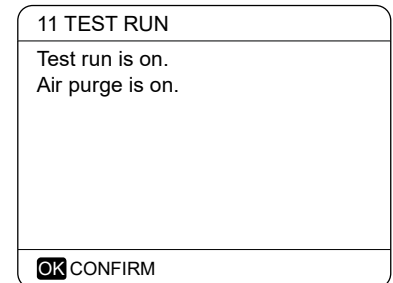 11 TEST RUN
Test run is on.
Air purge is on.
OK CONFIRM